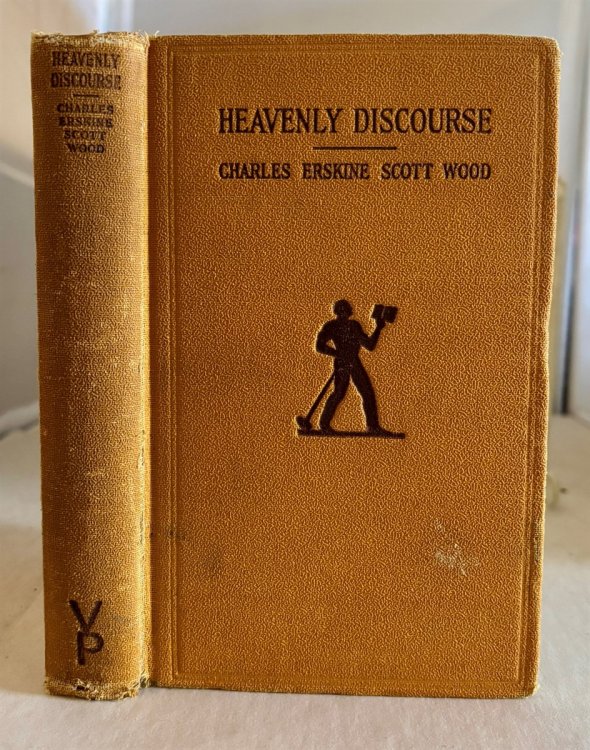 HEAVENLY
DISCOURSE
CHARLES
ERSKINE
SCOTT
WOOD
V
P
HEAVENLY DISCOURSE
CHARLES ERSKINE SCOTT WOOD